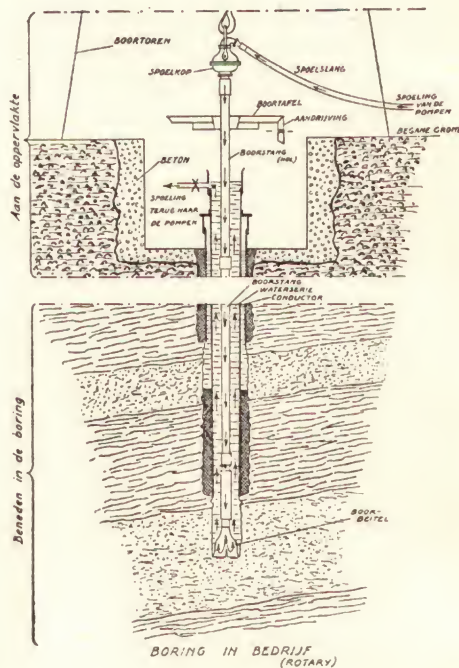 Aan de oppervlakte
BOORTOREN
SPOELKOP
SPOELSLANG
SPOELING
VAN DE
POMPEN
BOORTAFEL
AANDRIJVING
BEGANE GROND
BETON
BOORSTANG
(HOL)
SPOELING
TERUG NAAR
DE POMPEN
BOORSTANG
WATERSERIE
CONDUCTOR
Beneden in de boring
BOOR-
BEITEL
BORING IN BEDRIJF
(ROTARY)